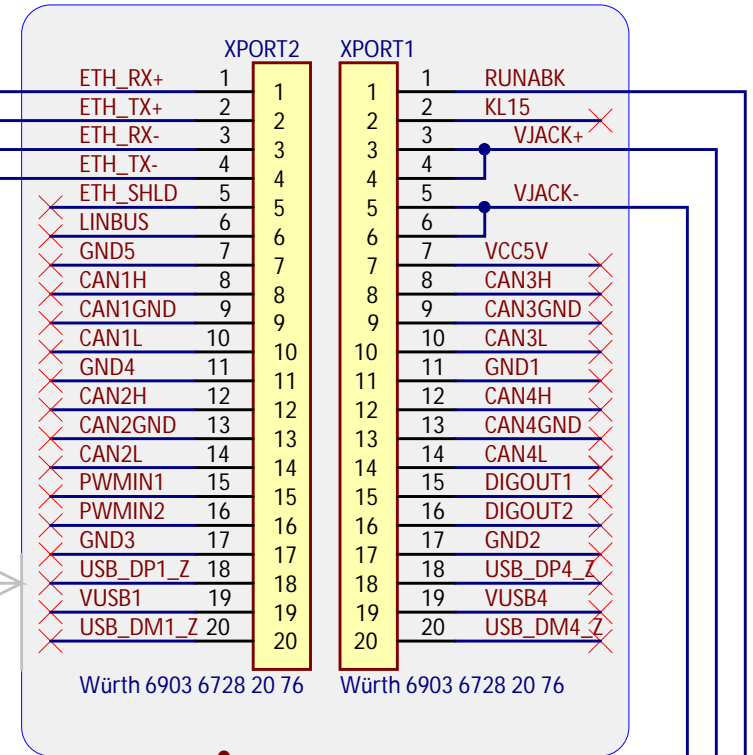 XPORT2 XPORT1
ETH_RX+ 1 1 1 1 RUNABK
ETH_TX+ 2 2 2 2 KL15
ETH_RX- 3 3 3 3 VJACK+
ETH_TX- 4 4 4 4
ETH_SHLD 5 5 5 5 VJACK-
LINBUS 6 6 6 6
GND5 7 7 7 7 VCC5V
CAN1H 8 8 8 8 CAN3H
CAN1GND 9 9 9 9 CAN3GND
CAN1L 10 10 10 10 CAN3L
GND4 11 11 11 11 GND1
CAN2H 12 12 12 12 CAN4H
CAN2GND 13 13 13 13 CAN4GND
CAN2L 14 14 14 14 CAN4L
PWMIN1 15 15 15 15 DIGOUT1
PWMIN2 16 16 16 16 DIGOUT2
GND3 17 17 17 17 GND2
USB_DP1_Z 18 18 18 18 USB_DP4_Z
VUSB1 19 19 19 19 VUSB4
USB_DM1_Z 20 20 20 20 USB_DM4_Z
Würth 6903 6728 20 76 Würth 6903 6728 20 76